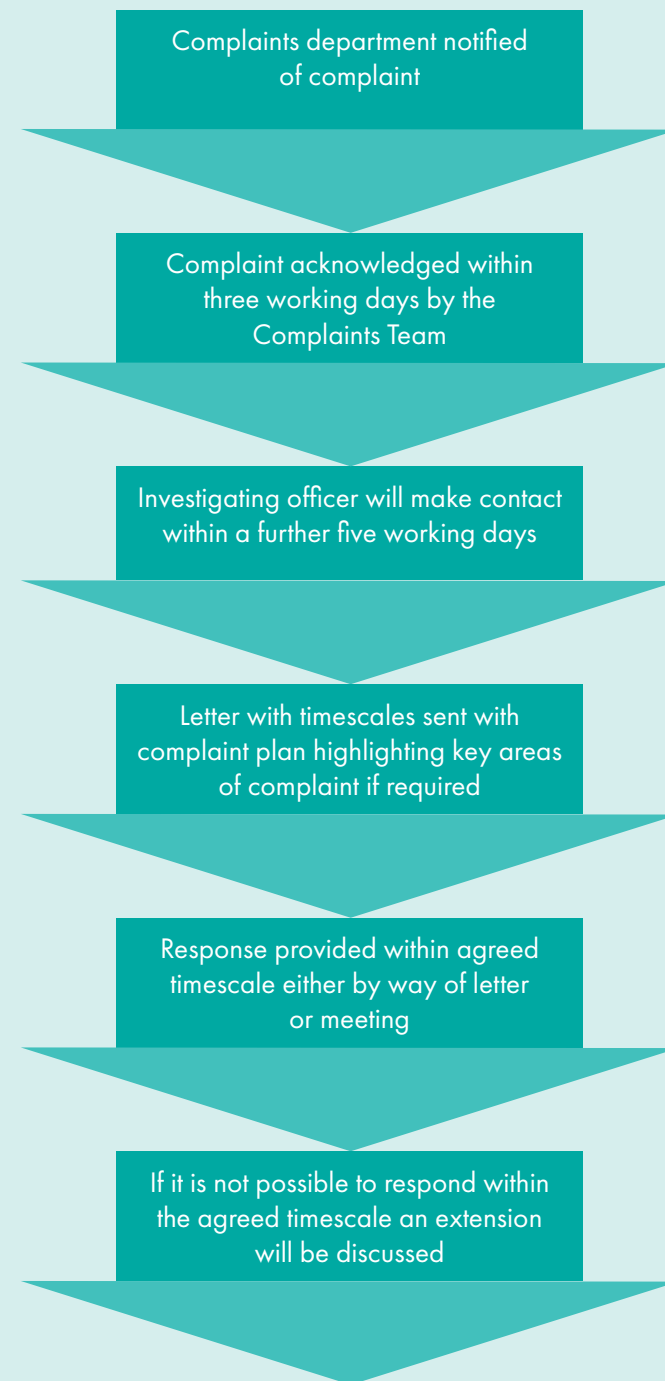 Complaints department notified
of complaint
Complaint acknowledged within
three working days by the
Complaints Team
Investigating officer will make contact
within a further five working days
Letter with timescales sent with
complaint plan highlighting key areas
of complaint if required
Response provided within agreed
timescale either by way of letter
or meeting
If it is not possible to respond within
the agreed timescale an extension
will be discussed